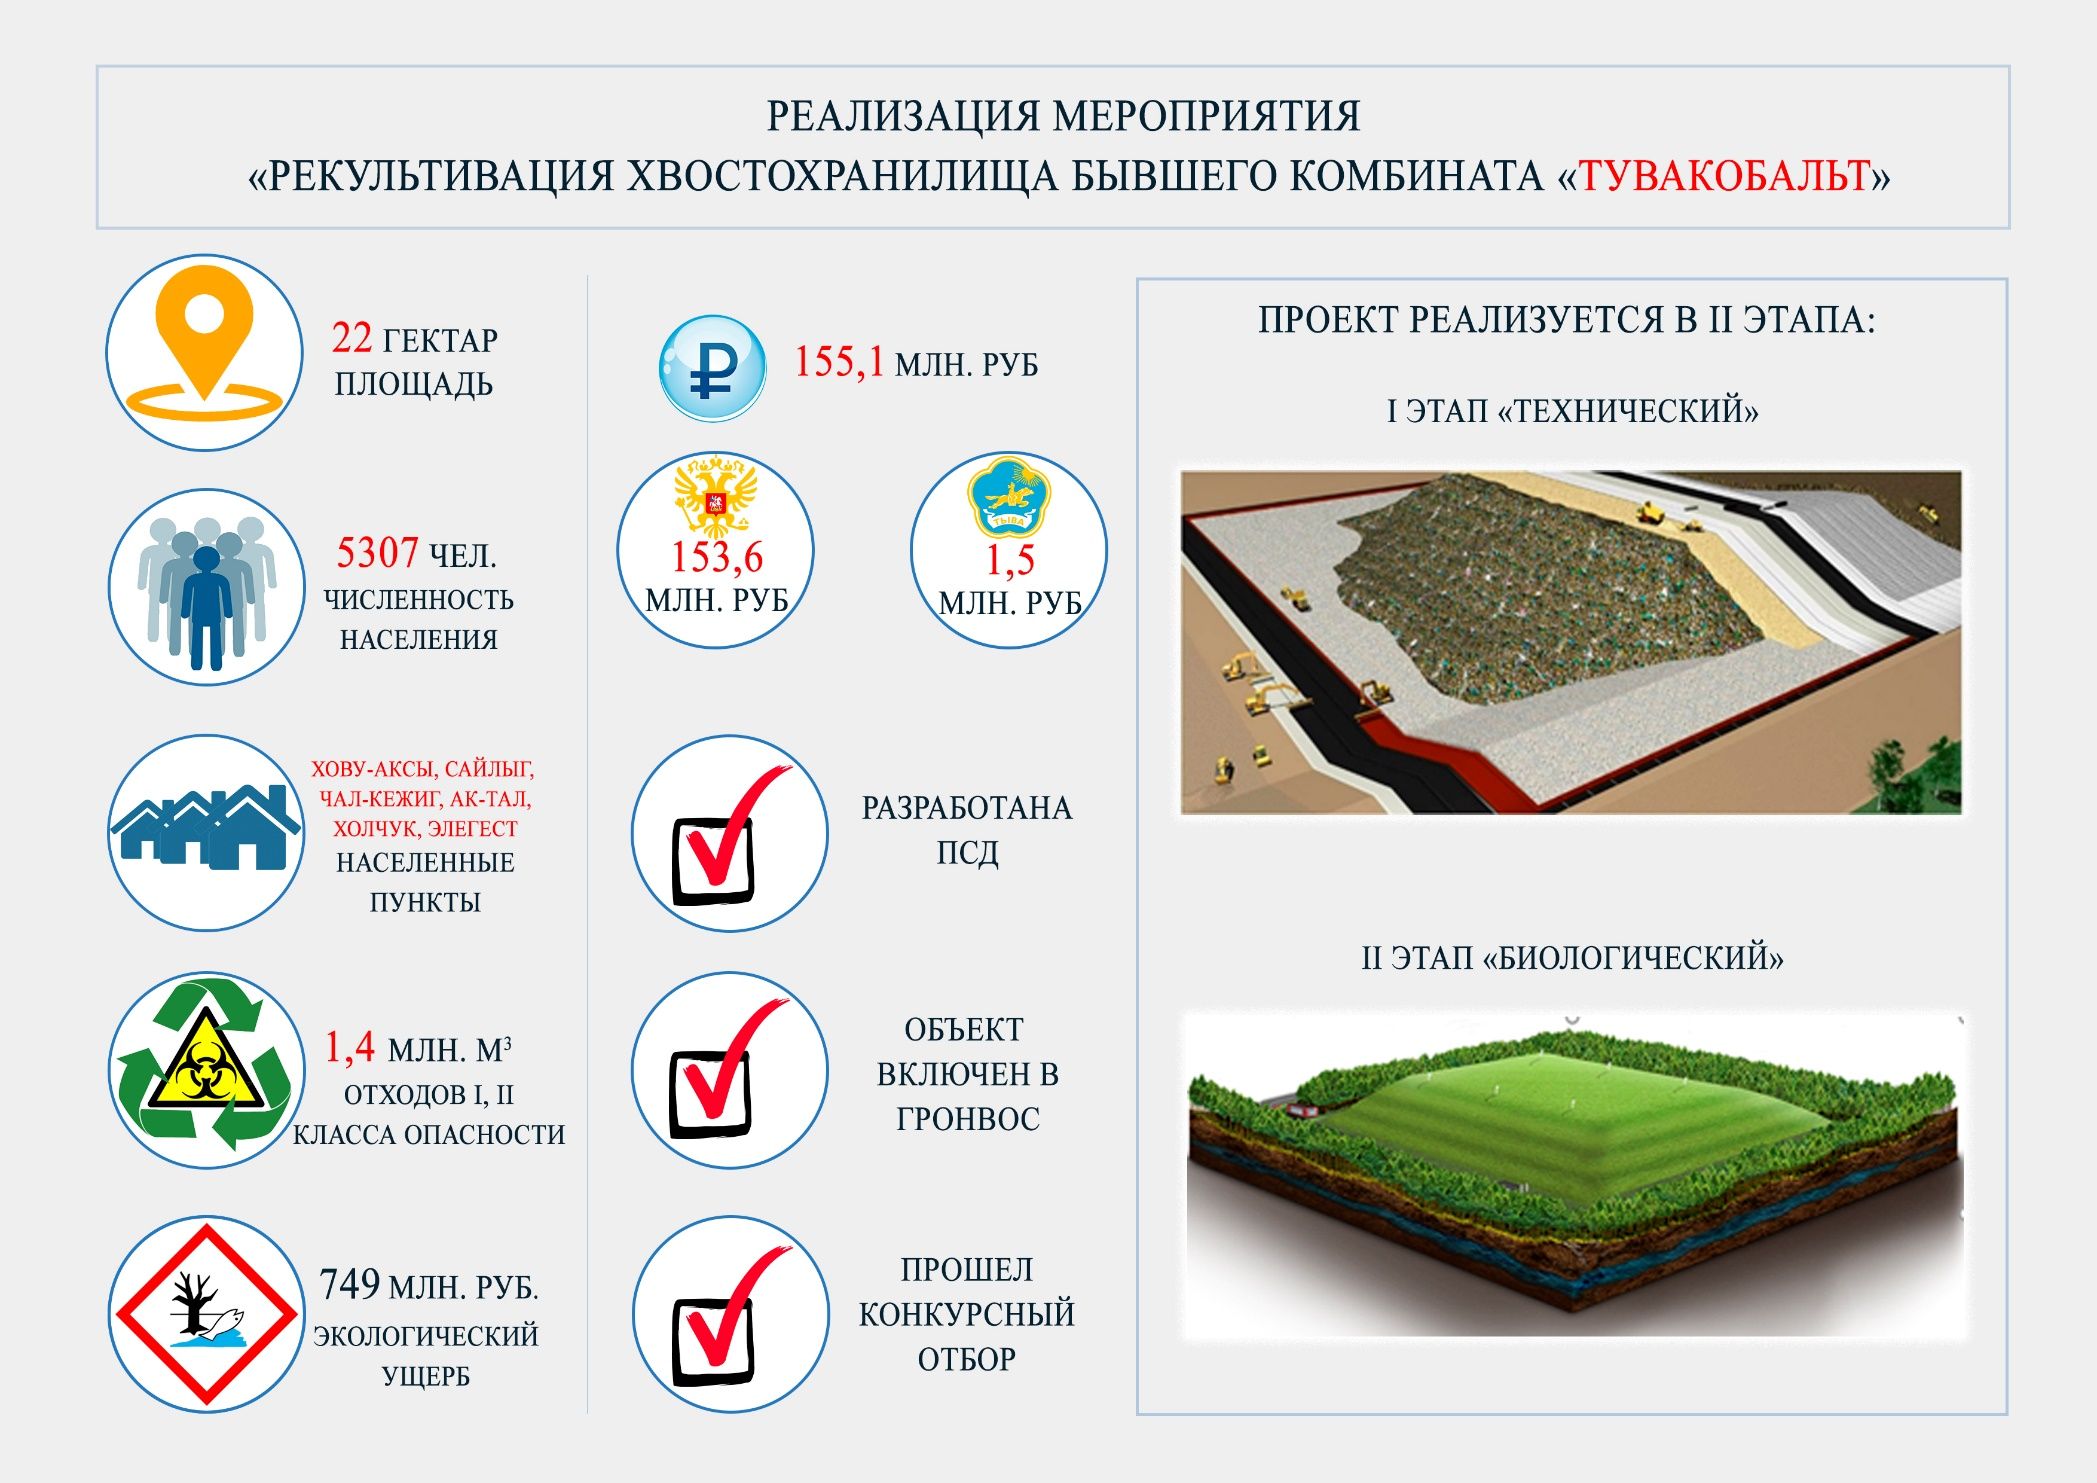 РЕАЛИЗАЦИЯ МЕРОПРИЯТИЯ
«РЕКУЛЬТИВАЦИЯ ХВОСТОХРАНИЛИЩА БЫВШЕГО КОМБИНАТА «ТУВАКОБАЛЬТ»
22 ГЕКТАР
ПЛОЩАДЬ
5307 ЧЕЛ.
ЧИСЛЕННОСТЬ
НАСЕЛЕНИЯ
ХОВУ-АКСЫ, САЙЛЫГ,
ЧАЛ-КЕЖИГ, АК-ТАЛ,
ХОЛЧУК, ЭЛЕГЕСТ
НАСЕЛЕННЫЕ
ПУНКТЫ
1,4 МЛН. М³
ОТХОДОВ I, II
КЛАССА ОПАСНОСТИ
749 МЛН. РУБ.
ЭКОЛОГИЧЕСКИЙ
УЩЕРБ
155,1 МЛН. РУБ
153,6
МЛН. РУБ
ТЫВА
1,5
МЛН. РУБ
РАЗРАБОТАНА
ПСД
ОБЪЕКТ
ВКЛЮЧЕН В
ГРОНВОС
ПРОШЕЛ
КОНКУРСНЫЙ
ОТБОР
ПРОЕКТ РЕАЛИЗУЕТСЯ В II ЭТАПА:
I ЭТАП «ТЕХНИЧЕСКИЙ»
II ЭТАП «БИОЛОГИЧЕСКИЙ»